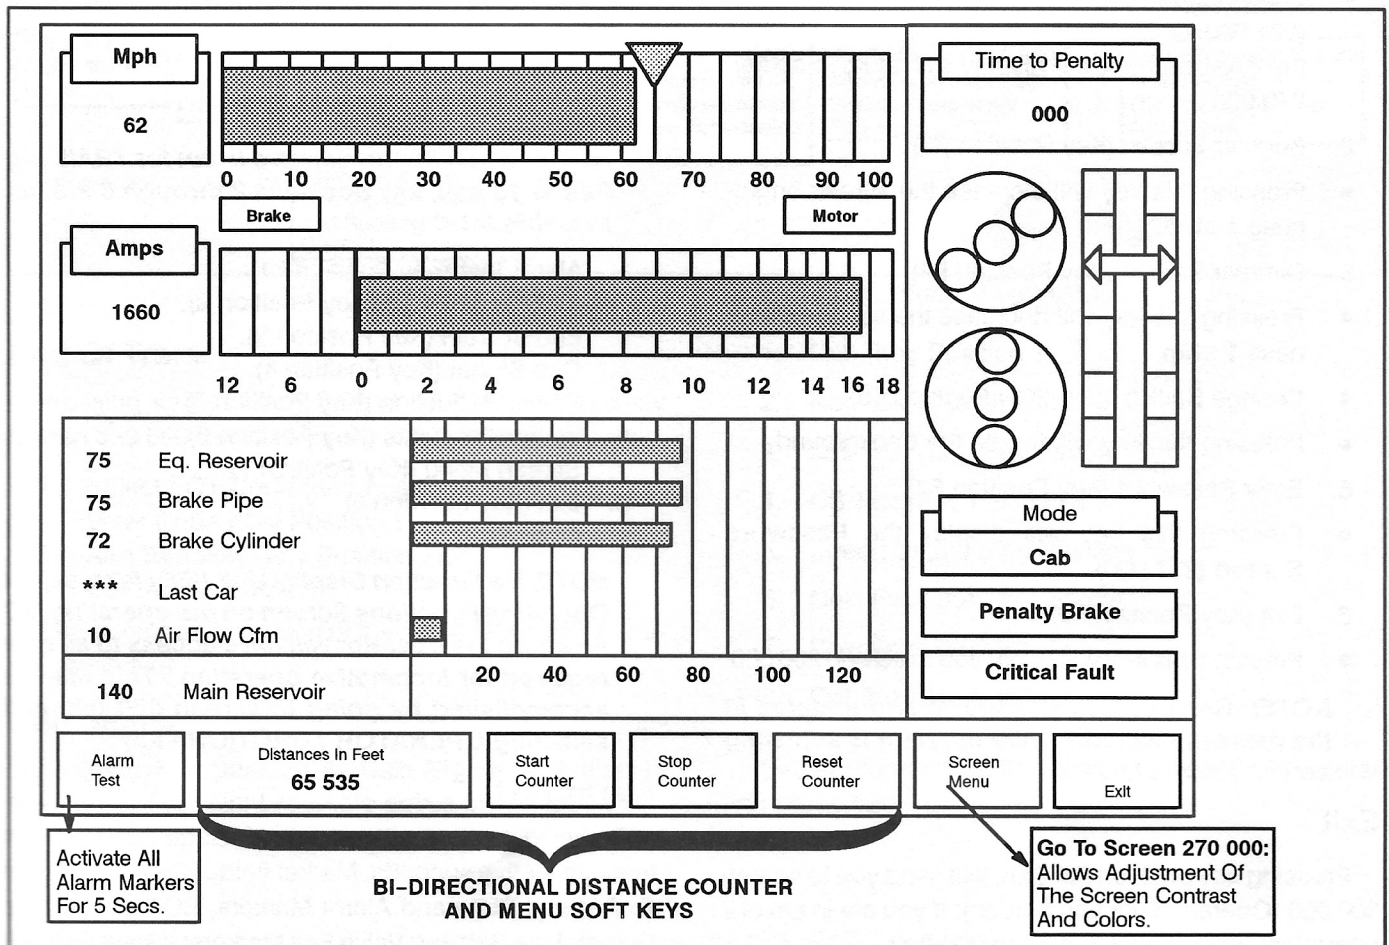 Mph
62
0 10 20 30 40 50 60 70 80 90 100
Brake
Motor
Amps
1660
12 6 0 2 4 6 8 10 12 14 16 18
Time to Penalty
000
75 Eq. Reservoir
75 Brake Pipe
72 Brake Cylinder
*** Last Car
10 Air Flow Cfm
20 40 60 80 100 120
140 Main Reservoir
Mode
Cab
Penalty Brake
Critical Fault
Alarm
Test
Distances In Feet
65 535
Start
Counter
Stop
Counter
Reset
Counter
Screen
Menu
Exit
Activate All
Alarm Markers
For 5 Secs.
BI–DIRECTIONAL DISTANCE COUNTER
AND MENU SOFT KEYS
Go To Screen 270 000:
Allows Adjustment Of
The Screen Contrast
And Colors.